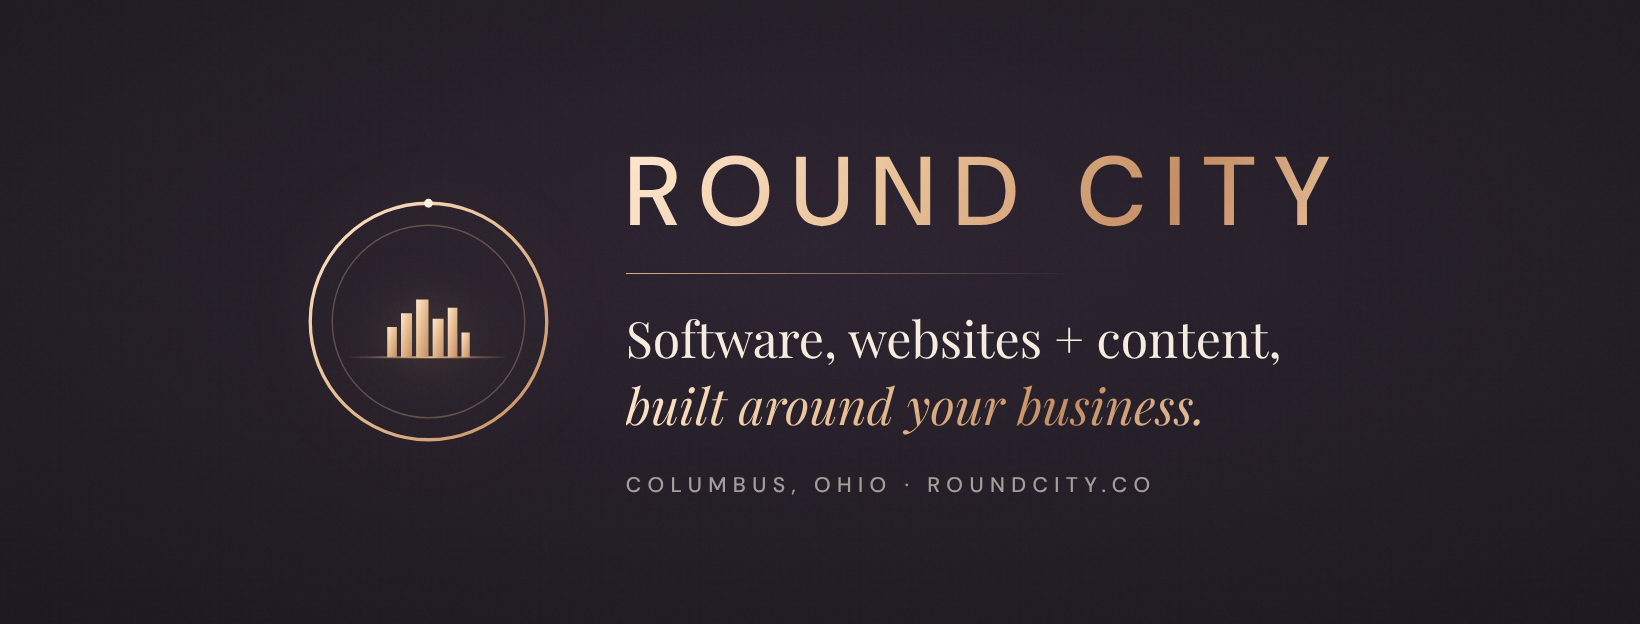 ROUND CITY
Software, websites + content,
built around your business.
COLUMBUS, OHIO · ROUNDCITY.CO